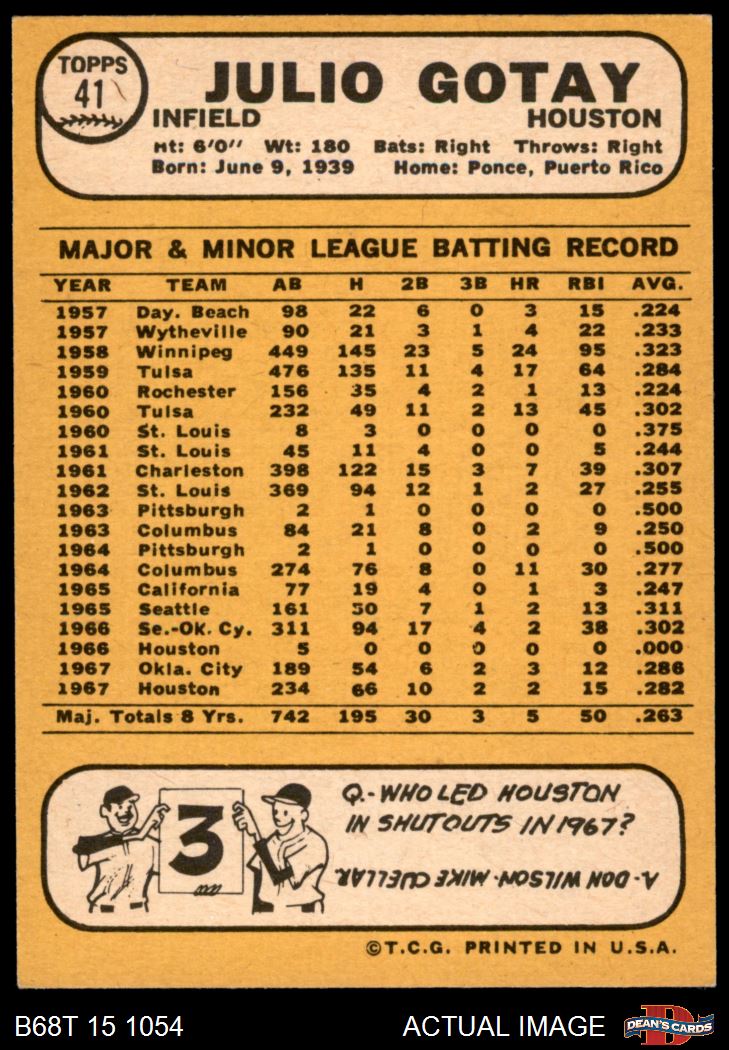 TOPPS
41
JULIO GOTAY
INFIELD HOUSTON
Ht: 6'0" Wt: 180 Bats: Right Throws: Right
Born: June 9, 1939 Home: Ponce, Puerto Rico
MAJOR & MINOR LEAGUE BATTING RECORD
YEAR TEAM AB H 2B 3B HR RBI AVG.
1957 Day. Beach 98 22 6 0 3 15 .224
1957 Wytheville 90 21 3 1 4 22 .233
1958 Winnipeg 449 145 23 5 24 95 .323
1959 Tulsa 476 135 11 4 17 64 .284
1960 Rochester 156 35 4 2 1 13 .224
1960 Tulsa 232 49 11 2 13 45 .302
1960 St. Louis 8 3 0 0 0 0 .375
1961 St. Louis 45 11 4 0 0 5 .244
1961 Charleston 398 122 15 3 7 39 .307
1962 St. Louis 369 94 12 1 2 27 .255
1963 Pittsburgh 2 1 0 0 0 0 .500
1963 Columbus 84 21 8 0 2 9 .250
1964 Pittsburgh 2 1 0 0 0 0 .500
1964 Columbus 274 76 8 0 11 30 .277
1965 California 77 19 4 0 1 3 .247
1965 Seattle 161 50 7 1 2 13 .311
1966 Se.-OK. Cy. 311 94 17 4 2 38 .302
1966 Houston 5 0 0 0 0 0 .000
1967 Okla. City 189 54 6 2 3 12 .286
1967 Houston 234 66 10 2 2 15 .282
Maj. Totals 8 Yrs. 742 195 30 3 5 50 .263
3
Q.-WHO LED HOUSTON
IN SHUTOUTS IN 1967?
A- DON WILSON-MIKE CUELLAR
©T.C.G. PRINTED IN U.S.A.
B68T 15 1054 ACTUAL IMAGE
D
DEAN'S CARDS